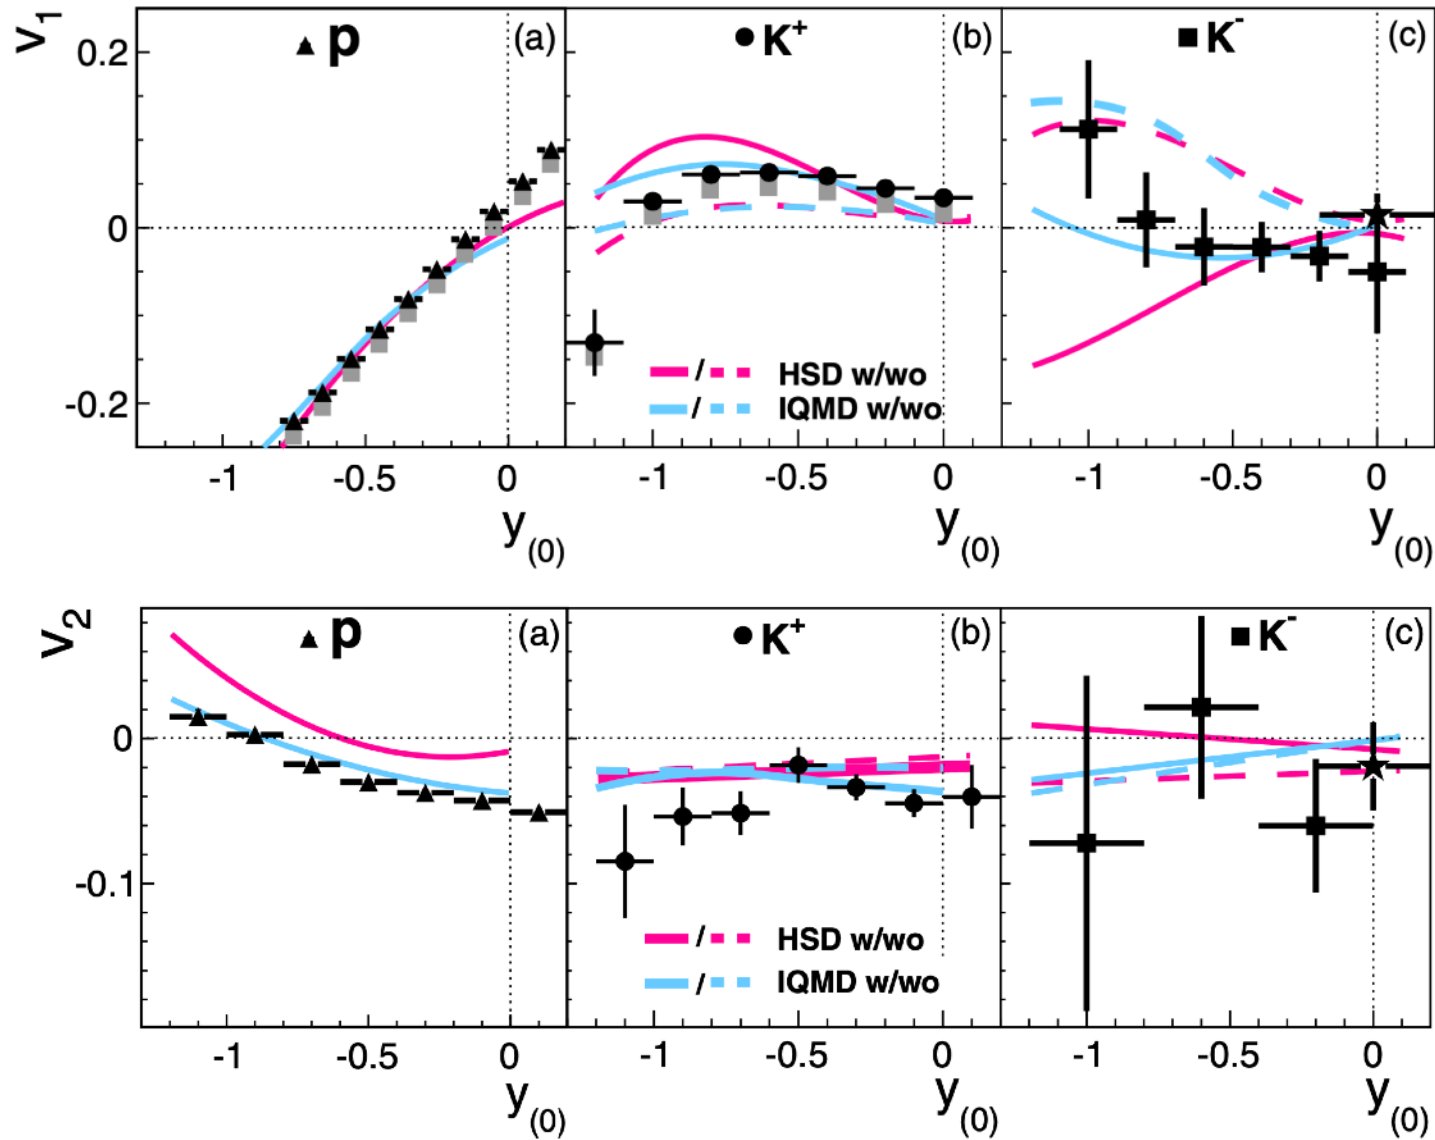 v1
p (a) K+ (b) K- (c)
0.2
0
-0.2
HSD w/wo
IQMD w/wo
-1 -0.5 0 -1 -0.5 0 -1 -0.5 0
y(0) y(0) y(0)
v2
p (a) K+ (b) K- (c)
0
-0.1
HSD w/wo
IQMD w/wo
-1 -0.5 0 -1 -0.5 0 -1 -0.5 0
y(0) y(0) y(0)